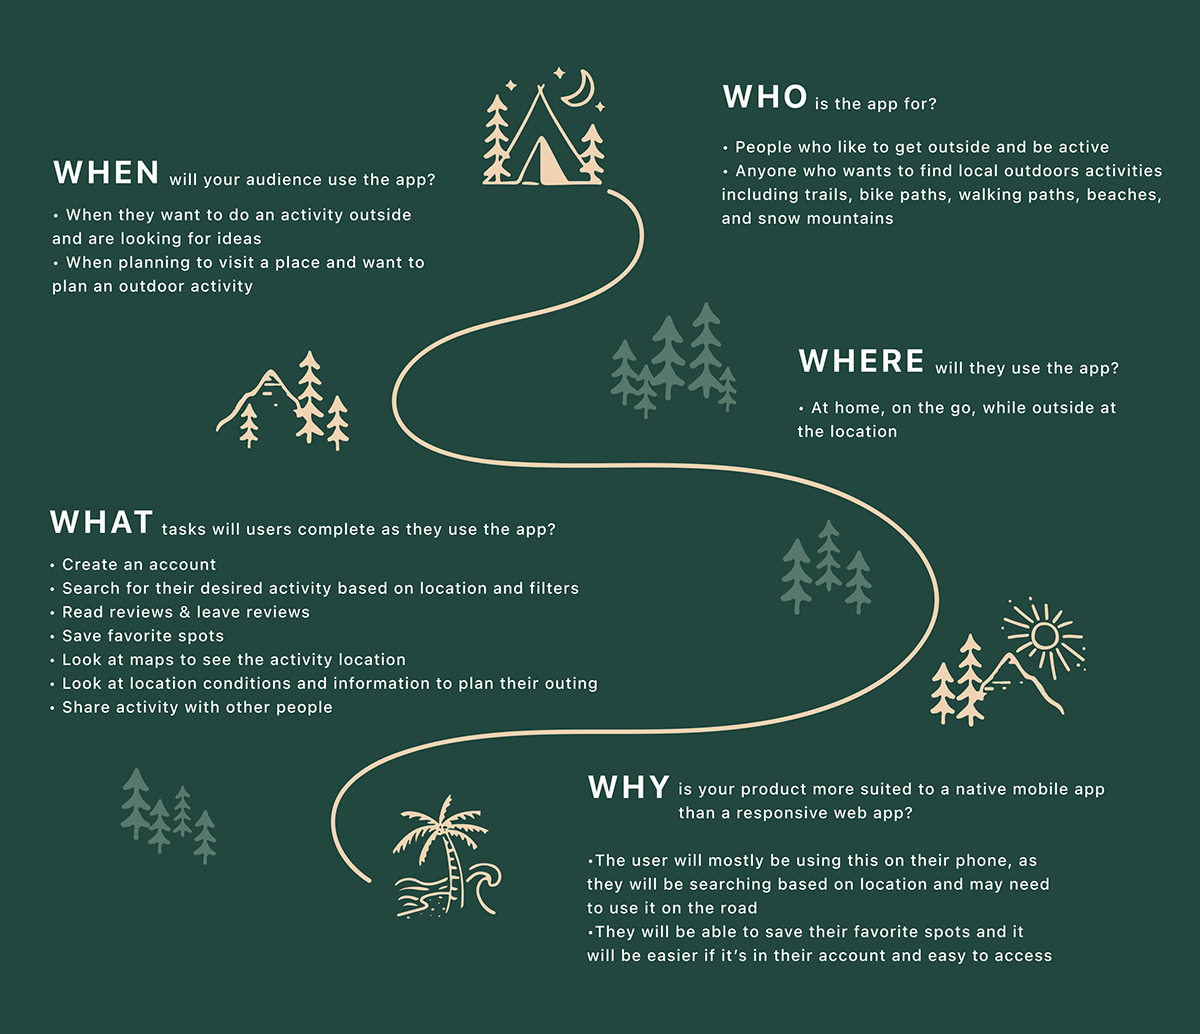 WHO is the app for?
• People who like to get outside and be active
• Anyone who wants to find local outdoors activities
including trails, bike paths, walking paths, beaches,
and snow mountains
WHEN will your audience use the app?
• When they want to do an activity outside
and are looking for ideas
• When planning to visit a place and want to
plan an outdoor activity
WHERE will they use the app?
• At home, on the go, while outside at
the location
WHAT tasks will users complete as they use the app?
• Create an account
• Search for their desired activity based on location and filters
• Read reviews & leave reviews
• Save favorite spots
• Look at maps to see the activity location
• Look at location conditions and information to plan their outing
• Share activity with other people
WHY is your product more suited to a native mobile app
than a responsive web app?
•The user will mostly be using this on their phone, as
they will be searching based on location and may need
to use it on the road
•They will be able to save their favorite spots and it
will be easier if it’s in their account and easy to access